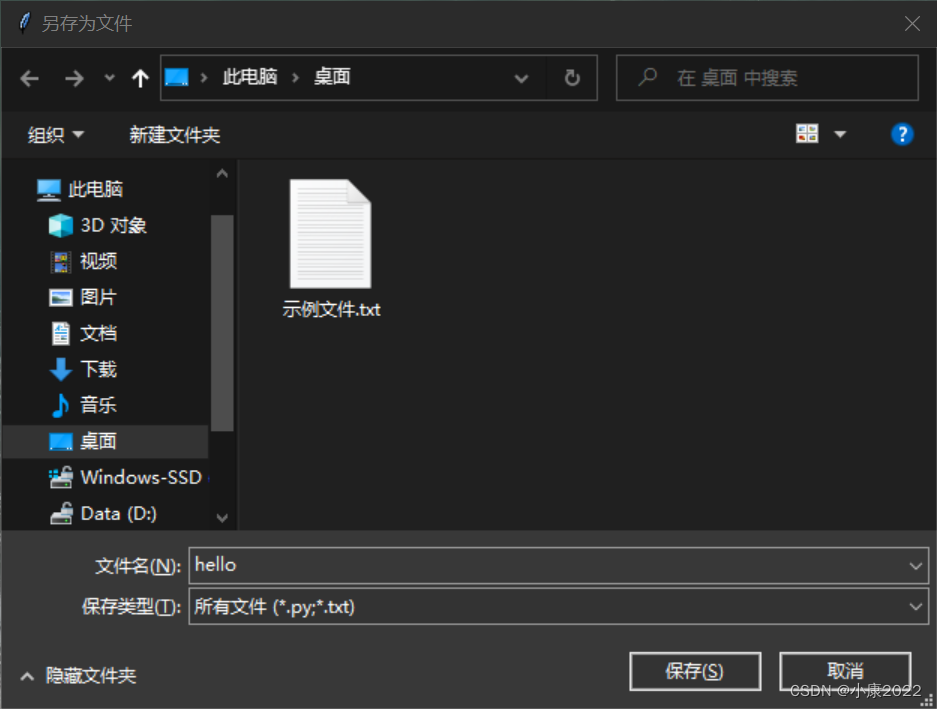 另存为文件
此电脑 桌面
在 桌面 中搜索
组织 新建文件夹
?
此电脑
3D 对象
视频
图片
文档
下载
音乐
桌面
Windows-SSD
Data (D:)
示例文件.txt
文件名(N): hello
保存类型(T): 所有文件 (*.py;*.txt)
隐藏文件夹
保存(S) 取消
CSDN @小康2022